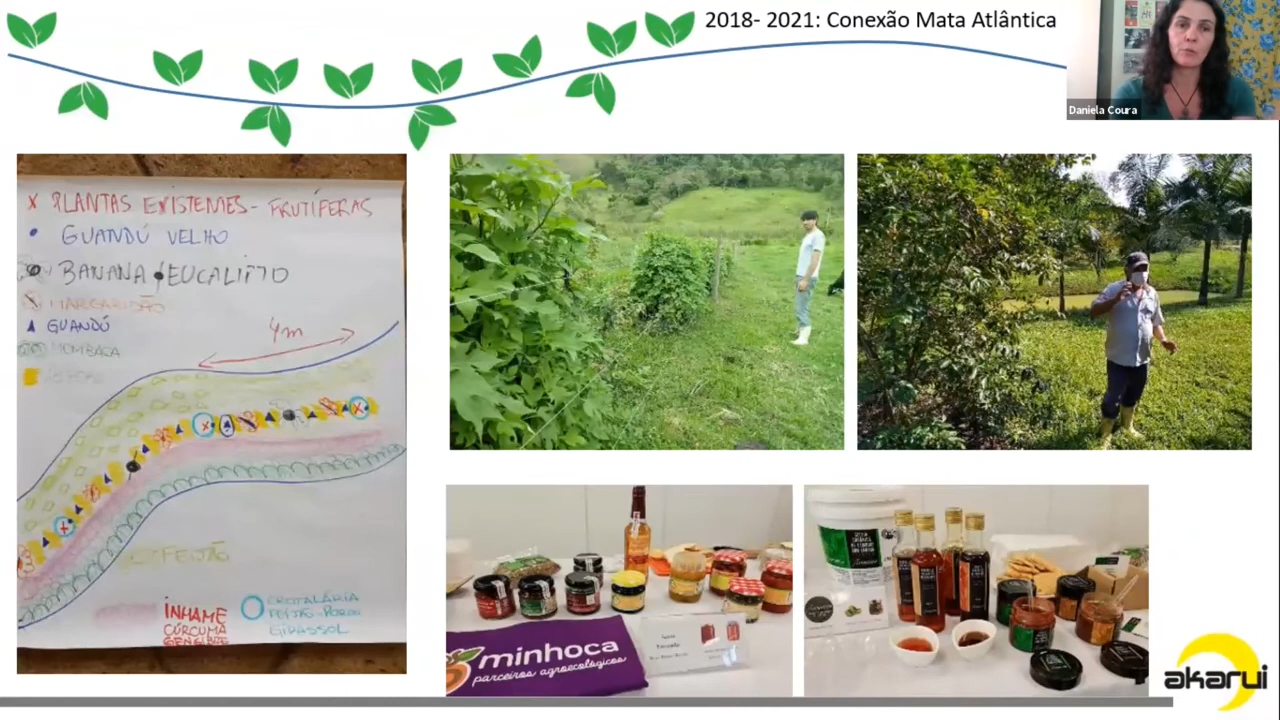 2018- 2021: Conexão Mata Atlântica
Daniela Coura
x PLANTAS EXISTENTES- FRUTÍFERAS
GUANDÚ VELHO
BANANA EUCALIPTO
MARGARIDÃO
GUANDÚ
MOMBAÇA
4m
FEIJÃO
INHAME
CÚRCUMA
GENGIBRE
CROTALÁRIA
FEIJÃO-PORCO
GIRASSOL
minhoca
parceiros agroecológicos
akarui